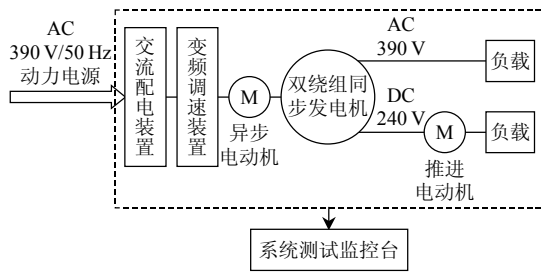 AC
390 V/50 Hz
动力电源
交流配电装置
变频调速装置
M
异步
电动机
双绕组同
步发电机
AC
390 V
负载
DC
240 V
M
推进
电动机
负载
系统测试监控台